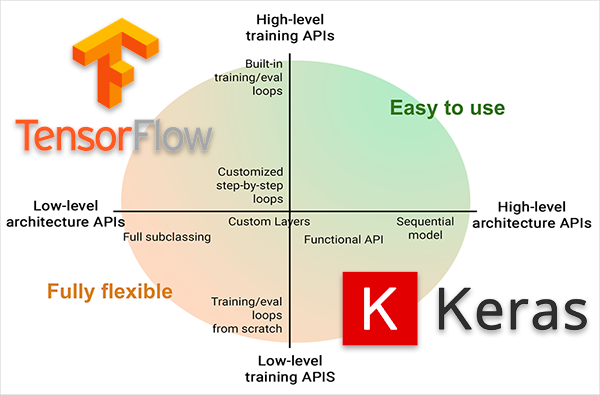 High-level
training APIs
Built-in
training/eval
loops
Easy to use
TensorFlow
Customized
step-by-step
loops
Low-level
architecture APIs
High-level
architecture APIs
Custom Layers
Sequential
model
Full subclassing
Functional API
Fully flexible
K Keras
Training/eval
loops
from scratch
Low-level
training APIS